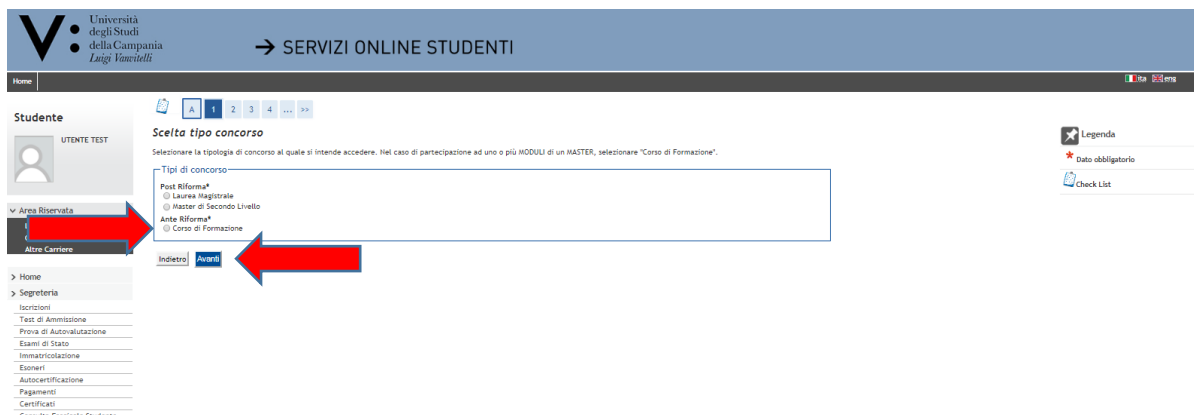 Università
degli Studi
della Campania
Luigi Vanvitelli
→ SERVIZI ONLINE STUDENTI
Home
ita eng
Studente
UTENTE TEST
A 1 2 3 4 ... >>
Scelta tipo concorso
Selezionare la tipologia di concorso al quale si intende accedere. Nel caso di partecipazione ad uno o più MODULI di un MASTER, selezionare "Corso di Formazione".
Tipi di concorso
Post Riforma*
Laurea Magistrale
Master di Secondo Livello
Ante Riforma*
Corso di Formazione
Indietro Avanti
Legenda
* Dato obbligatorio
Check List
Area Riservata
Altre Carriere
> Home
> Segreteria
Iscrizioni
Test di Ammissione
Prova di Autovalutazione
Esami di Stato
Immatricolazione
Esoneri
Autocertificazione
Pagamenti
Certificati